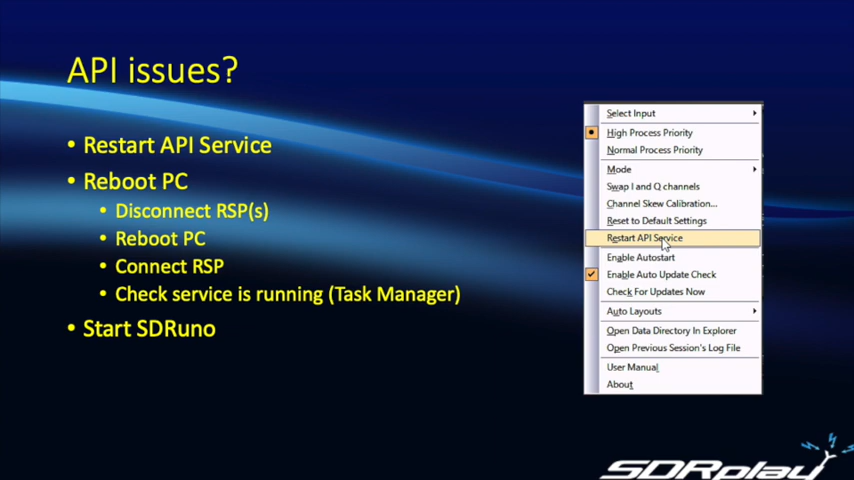 API issues?
• Restart API Service
• Reboot PC
• Disconnect RSP(s)
• Reboot PC
• Connect RSP
• Check service is running (Task Manager)
• Start SDRuno
Select Input
High Process Priority
Normal Process Priority
Mode
Swap I and Q channels
Channel Skew Calibration...
Reset to Default Settings
Restart API Service
Enable Autostart
Enable Auto Update Check
Check For Updates Now
Auto Layouts
Open Data Directory In Explorer
Open Previous Session's Log File
User Manual
About
SDRplay